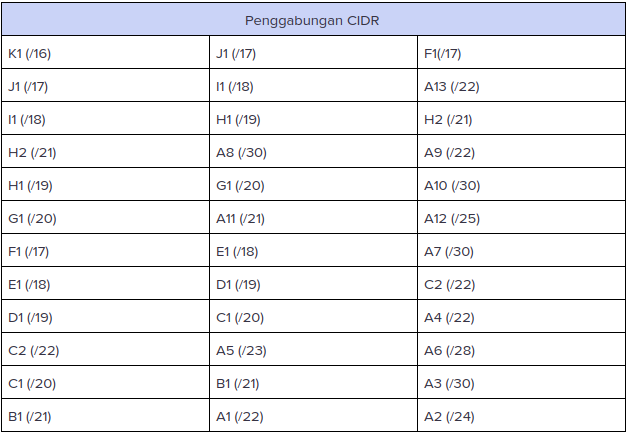 Penggabungan CIDR
K1 (/16) J1 (/17) F1(/17)
J1 (/17) I1 (/18) A13 (/22)
I1 (/18) H1 (/19) H2 (/21)
H2 (/21) A8 (/30) A9 (/22)
H1 (/19) G1 (/20) A10 (/30)
G1 (/20) A11 (/21) A12 (/25)
F1 (/17) E1 (/18) A7 (/30)
E1 (/18) D1 (/19) C2 (/22)
D1 (/19) C1 (/20) A4 (/22)
C2 (/22) A5 (/23) A6 (/28)
C1 (/20) B1 (/21) A3 (/30)
B1 (/21) A1 (/22) A2 (/24)